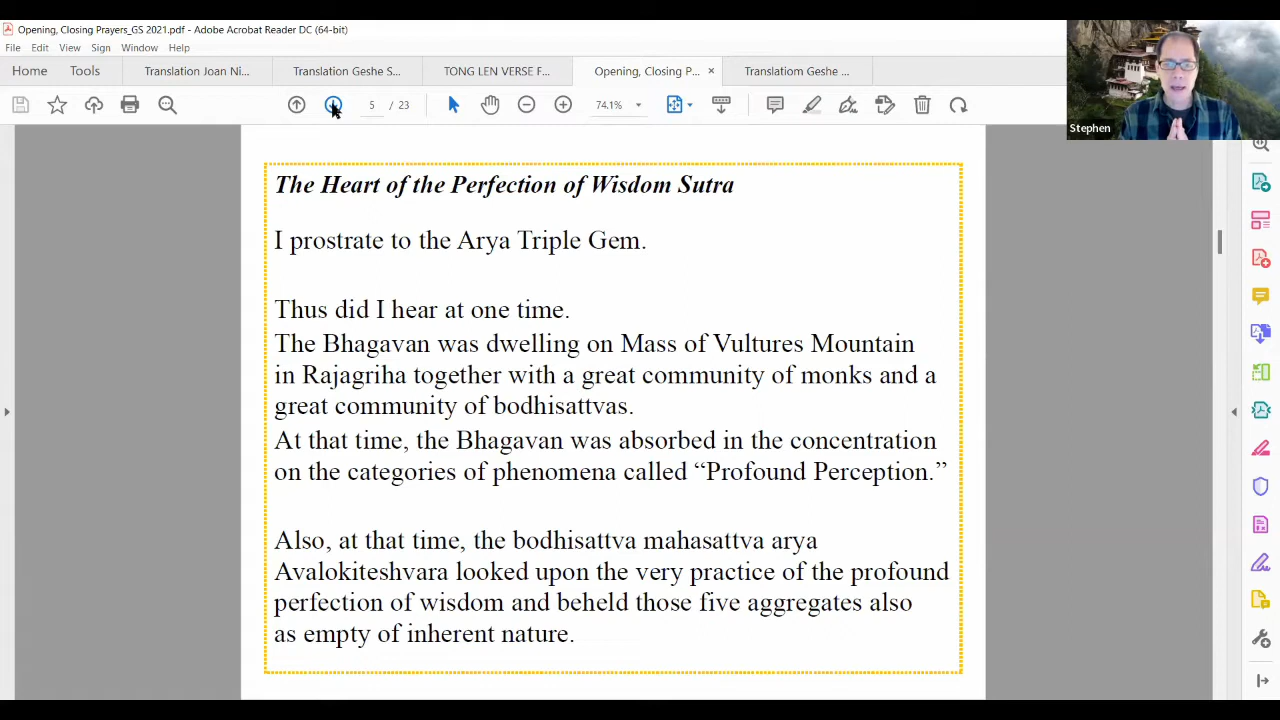 Opening, Closing Prayers_GS 2021.pdf - Adobe Acrobat Reader DC (64-bit)
File Edit View Sign Window Help
Home Tools Translation Joan Ni... Translation Geshe S... TONG LEN VERSE F... Opening, Closing P... × Translatiom Geshe ...
5 / 23 74.1%
Stephen
The Heart of the Perfection of Wisdom Sutra
I prostrate to the Arya Triple Gem.
Thus did I hear at one time.
The Bhagavan was dwelling on Mass of Vultures Mountain
in Rajagriha together with a great community of monks and a
great community of bodhisattvas.
At that time, the Bhagavan was absorbed in the concentration
on the categories of phenomena called “Profound Perception.”
Also, at that time, the bodhisattva mahasattva arya
Avalokiteshvara looked upon the very practice of the profound
perfection of wisdom and beheld those five aggregates also
as empty of inherent nature.